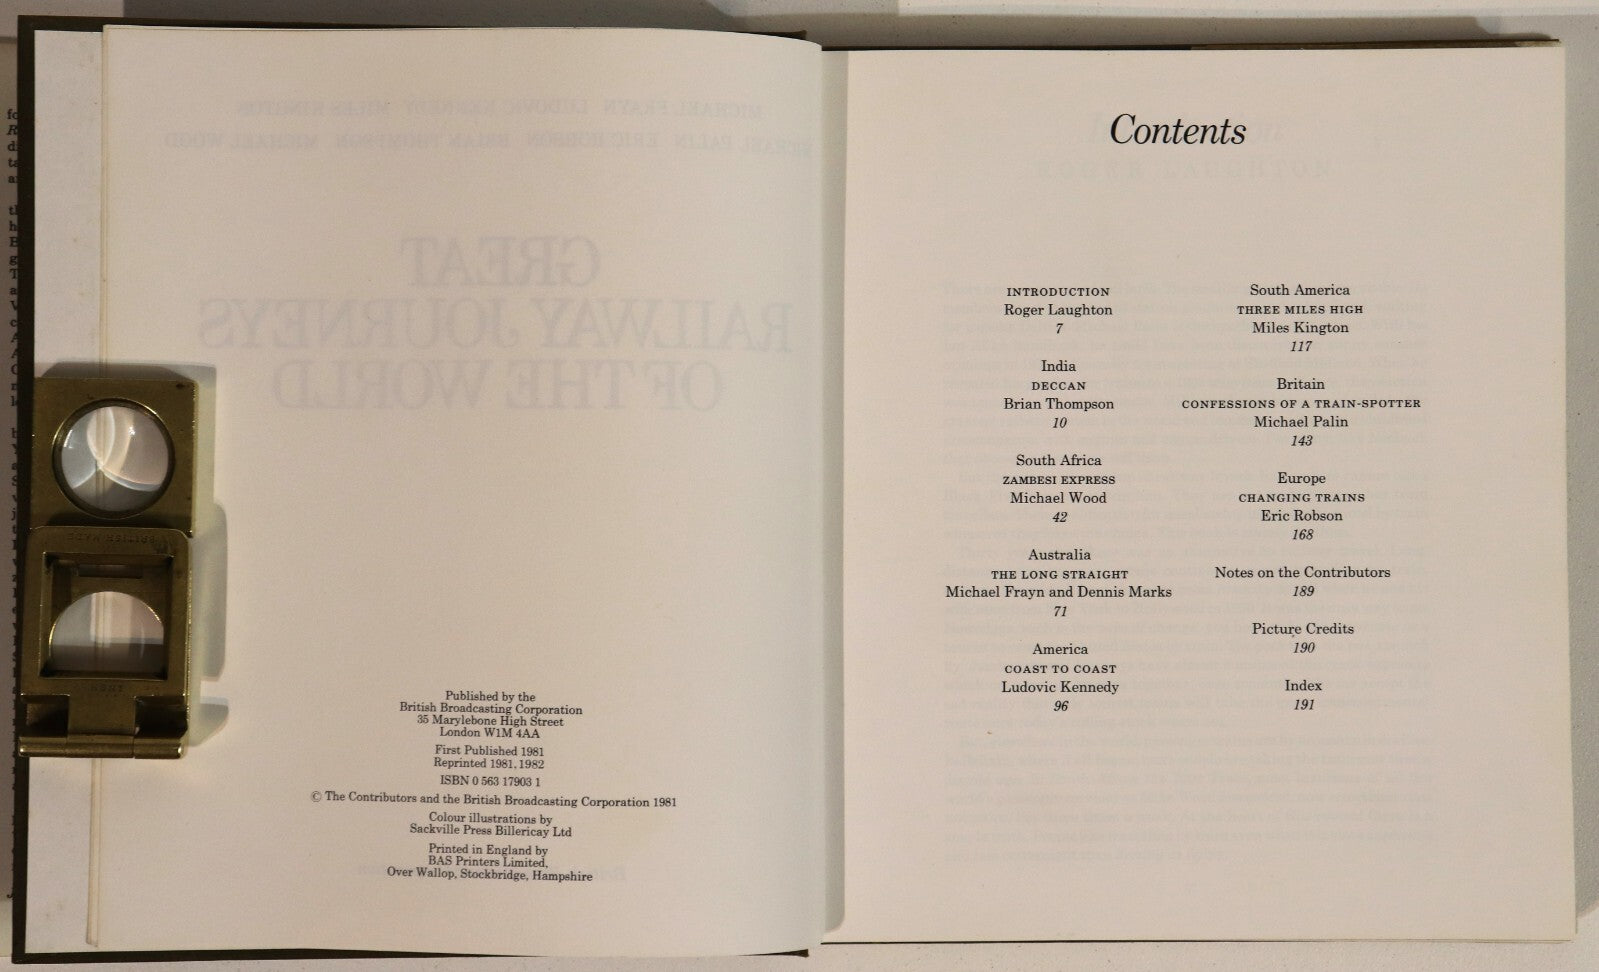 Published by the
British Broadcasting Corporation
35 Marylebone High Street
London W1M 4AA
First Published 1981
Reprinted 1981, 1982
ISBN 0 563 17903 1
© The Contributors and the British Broadcasting Corporation 1981
Colour illustrations by
Sackville Press Billericay Ltd
Printed in England by
BAS Printers Limited,
Over Wallop, Stockbridge, Hampshire
BRITISH MADE
Contents
INTRODUCTION
Roger Laughton
7
India
DECCAN
Brian Thompson
10
South Africa
ZAMBESI EXPRESS
Michael Wood
42
Australia
THE LONG STRAIGHT
Michael Frayn and Dennis Marks
71
America
COAST TO COAST
Ludovic Kennedy
96
South America
THREE MILES HIGH
Miles Kington
117
Britain
CONFESSIONS OF A TRAIN-SPOTTER
Michael Palin
143
Europe
CHANGING TRAINS
Eric Robson
168
Notes on the Contributors
189
Picture Credits
190
Index
191